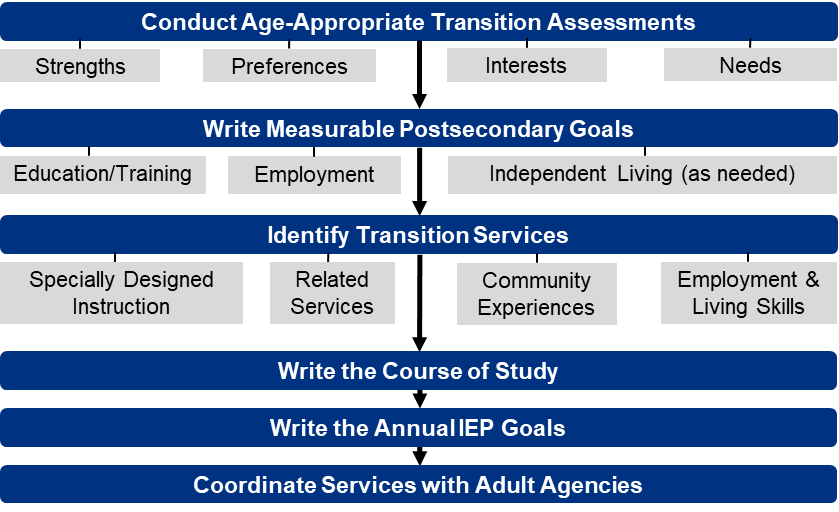 Conduct Age-Appropriate Transition Assessments
Strengths
Preferences
Interests
Needs
Write Measurable Postsecondary Goals
Education/Training
Employment
Independent Living (as needed)
Identify Transition Services
Specially Designed
Instruction
Related
Services
Community
Experiences
Employment &
Living Skills
Write the Course of Study
Write the Annual IEP Goals
Coordinate Services with Adult Agencies